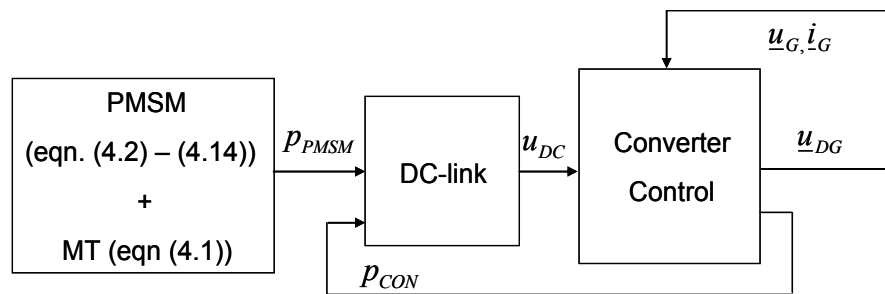 PMSM
(eqn. (4.2) – (4.14))
+
MT (eqn (4.1))
p_PMSM
DC-link
u_DC
Converter
Control
u_G, i_G
u_DG
p_CON